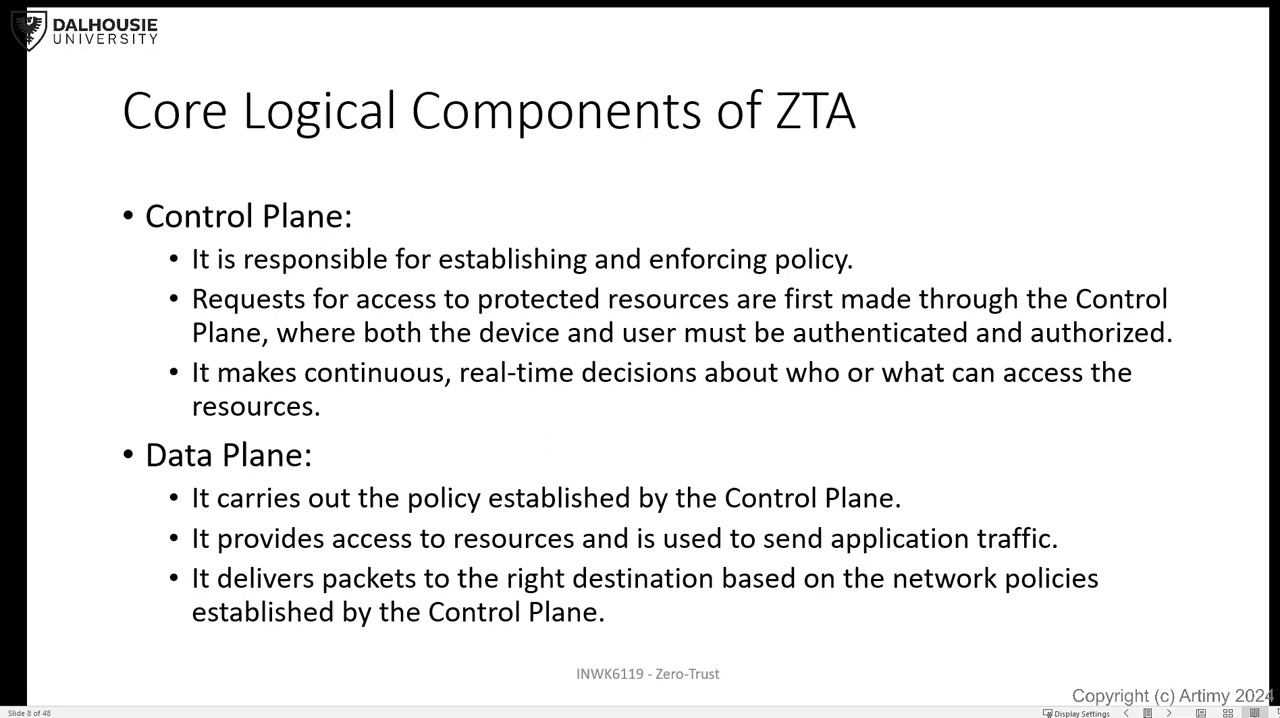 DALHOUSIE
UNIVERSITY
Core Logical Components of ZTA
• Control Plane:
• It is responsible for establishing and enforcing policy.
• Requests for access to protected resources are first made through the Control
Plane, where both the device and user must be authenticated and authorized.
• It makes continuous, real-time decisions about who or what can access the
resources.
• Data Plane:
• It carries out the policy established by the Control Plane.
• It provides access to resources and is used to send application traffic.
• It delivers packets to the right destination based on the network policies
established by the Control Plane.
INWK6119 - Zero-Trust
Copyright (c) Artimy 2024
Slide 8 of 48
Display Settings